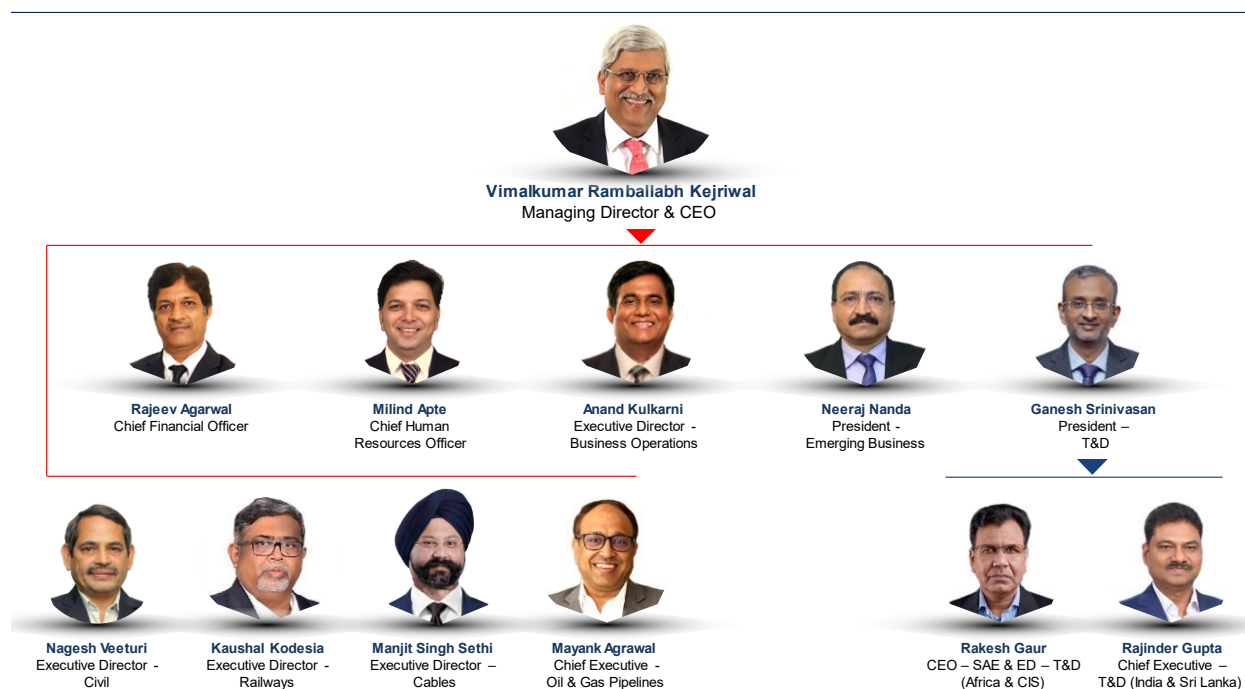 Vimalkumar Ramballabh Kejriwal
Managing Director & CEO
Rajeev Agarwal
Chief Financial Officer
Milind Apte
Chief Human
Resources Officer
Anand Kulkarni
Executive Director -
Business Operations
Neeraj Nanda
President -
Emerging Business
Ganesh Srinivasan
President –
T&D
Nagesh Veeturi
Executive Director -
Civil
Kaushal Kodesia
Executive Director -
Railways
Manjit Singh Sethi
Executive Director –
Cables
Mayank Agrawal
Chief Executive -
Oil & Gas Pipelines
Rakesh Gaur
CEO – SAE & ED – T&D
(Africa & CIS)
Rajinder Gupta
Chief Executive –
T&D (India & Sri Lanka)